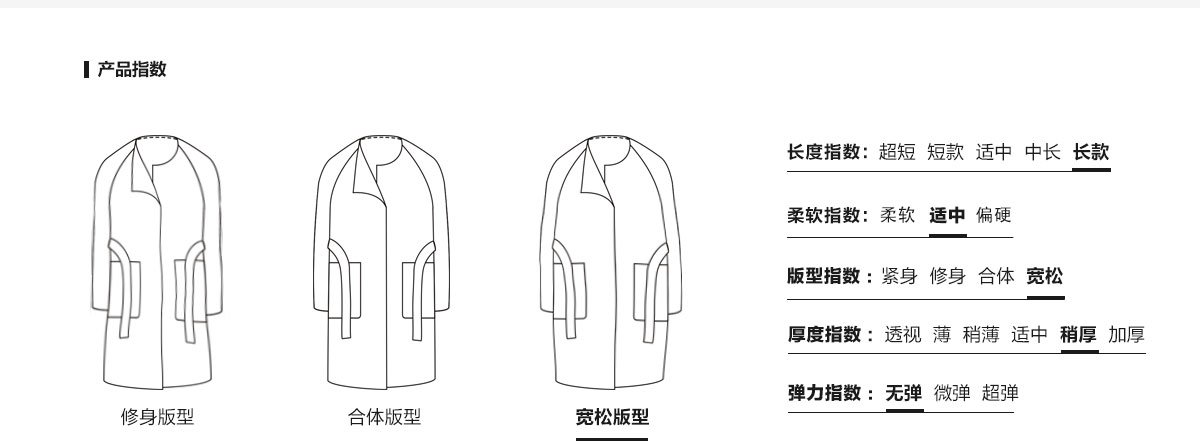 产品指数
长度指数：超短 短款 适中 中长 长款
柔软指数：柔软 适中 偏硬
版型指数：紧身 修身 合体 宽松
厚度指数：透视 薄 稍薄 适中 稍厚 加厚
弹力指数：无弹 微弹 超弹
修身版型 合体版型 宽松版型